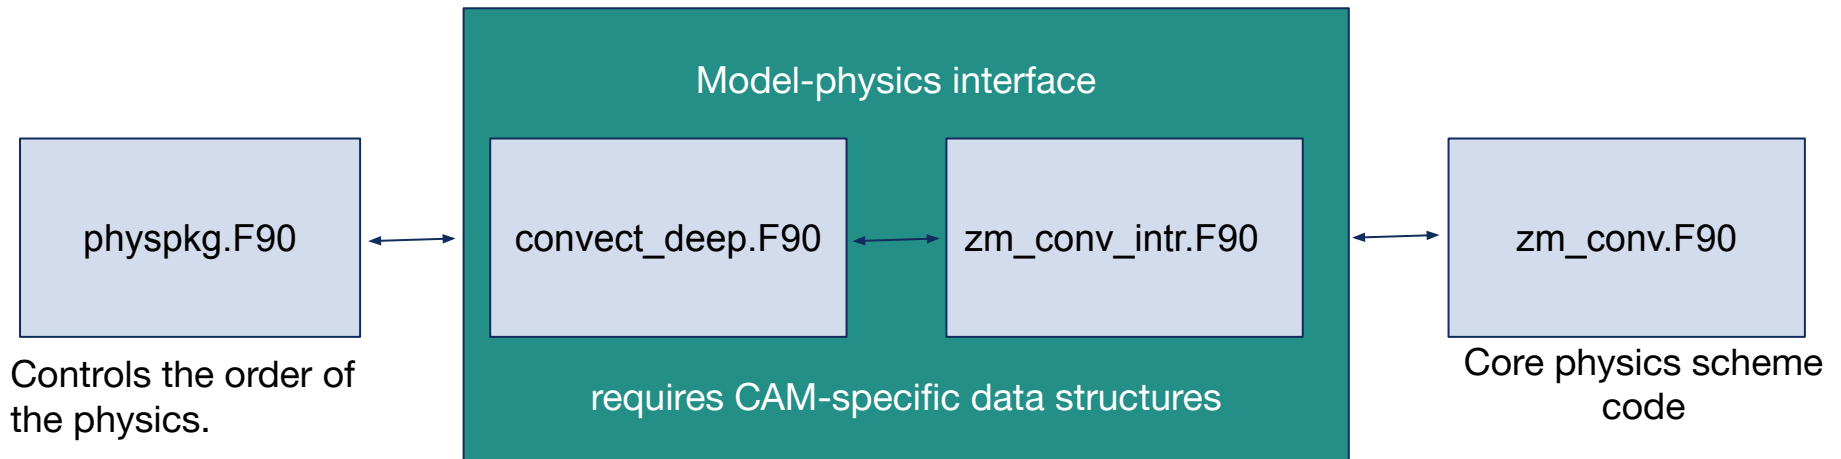 Model-physics interface
physpkg.F90
convect_deep.F90
zm_conv_intr.F90
zm_conv.F90
Controls the order of
the physics.
requires CAM-specific data structures
Core physics scheme
code